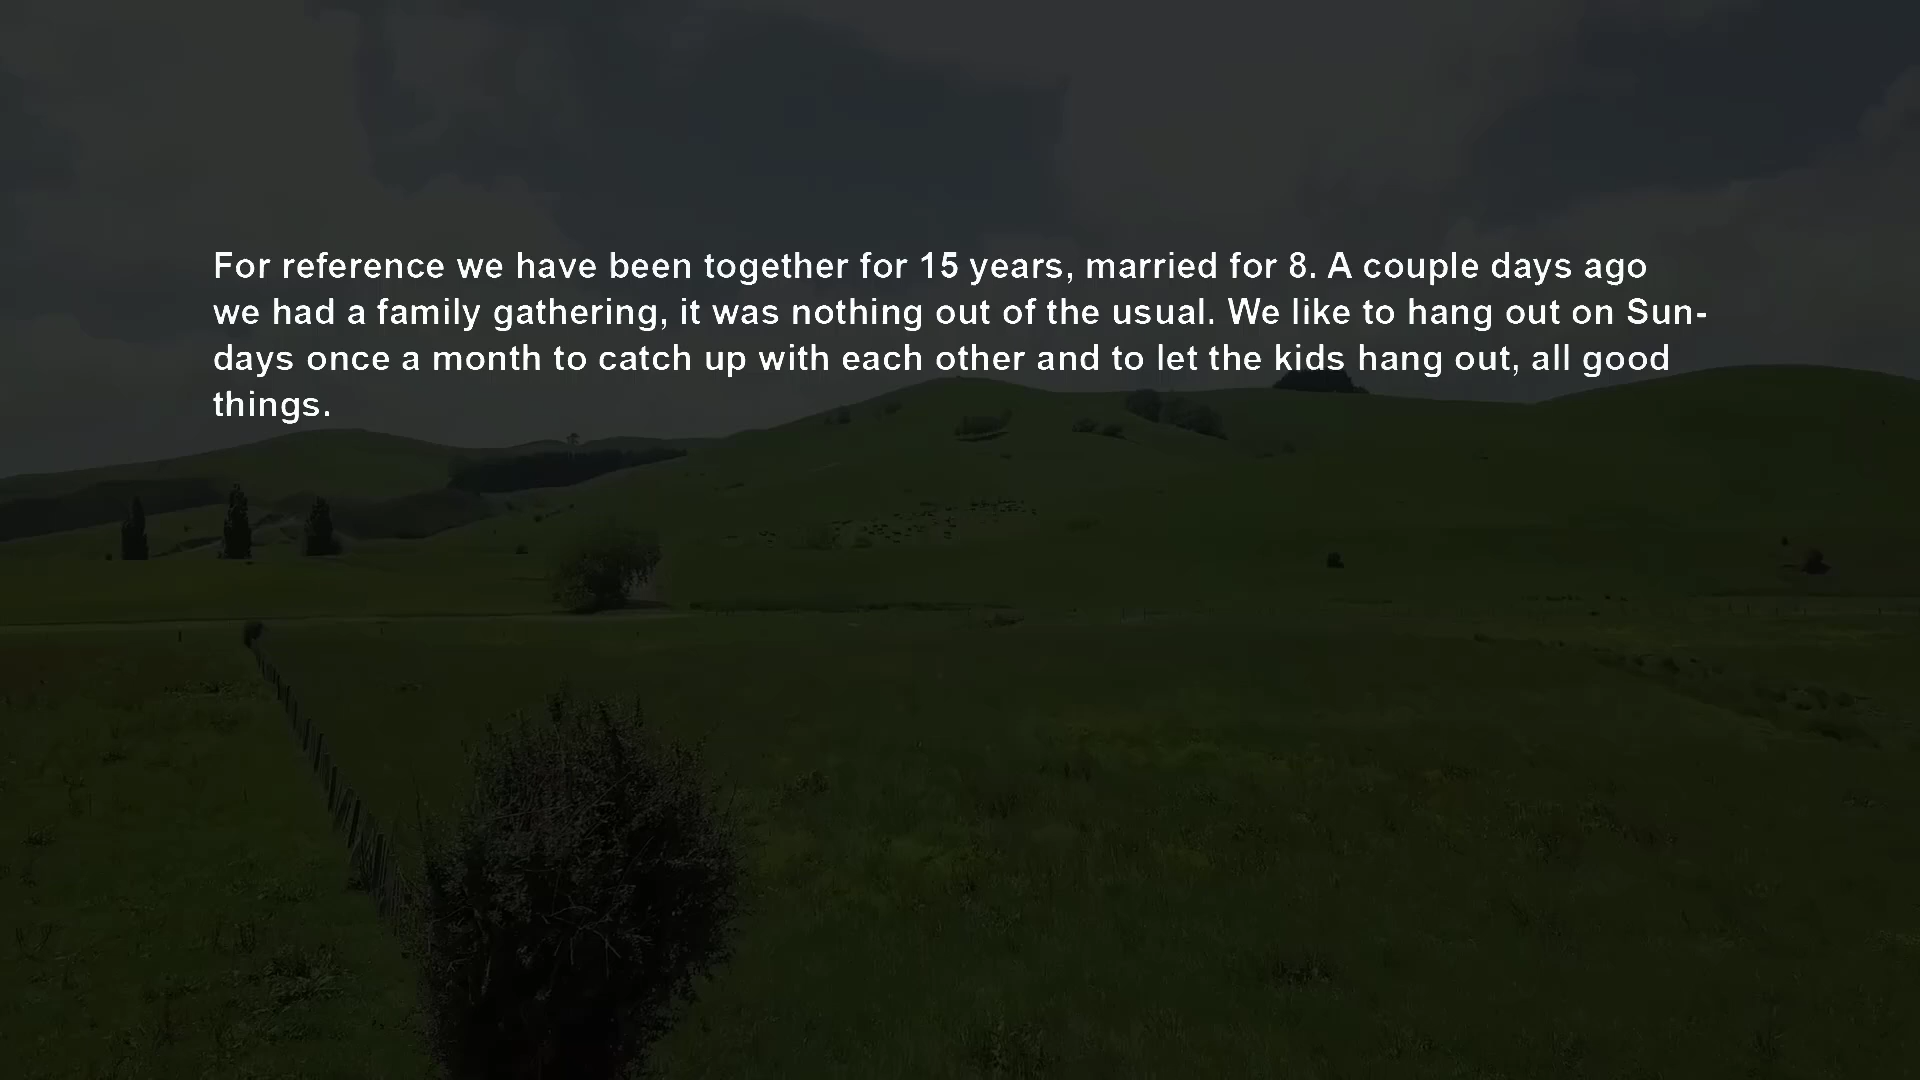 For reference we have been together for 15 years, married for 8. A couple days ago
we had a family gathering, it was nothing out of the usual. We like to hang out on Sun-
days once a month to catch up with each other and to let the kids hang out, all good
things.